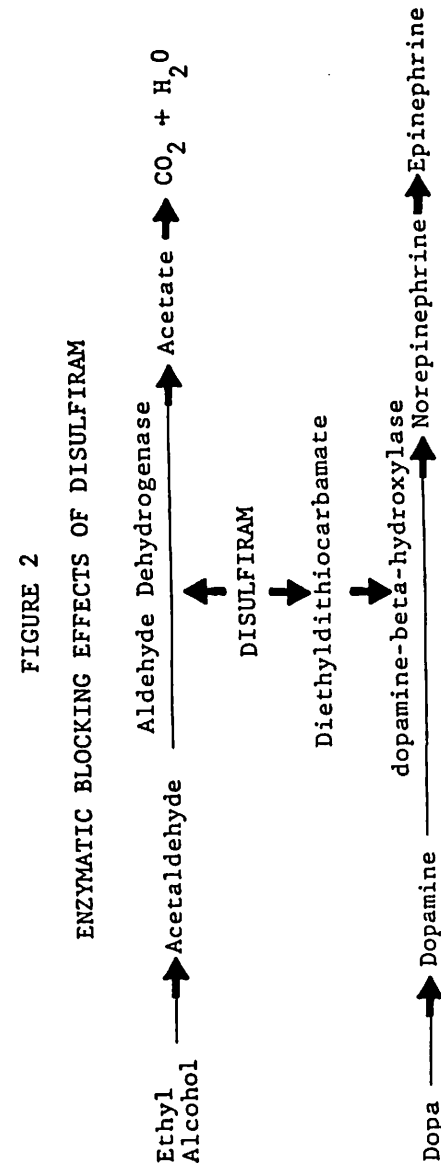 FIGURE 2
ENZYMATIC BLOCKING EFFECTS OF DISULFIRAM
Ethyl
Alcohol
Acetaldehyde
Aldehyde Dehydrogenase
Acetate
CO2 + H2O
DISULFIRAM
Diethyldithiocarbamate
dopamine-beta-hydroxylase
Dopa
Dopamine
Norepinephrine
Epinephrine